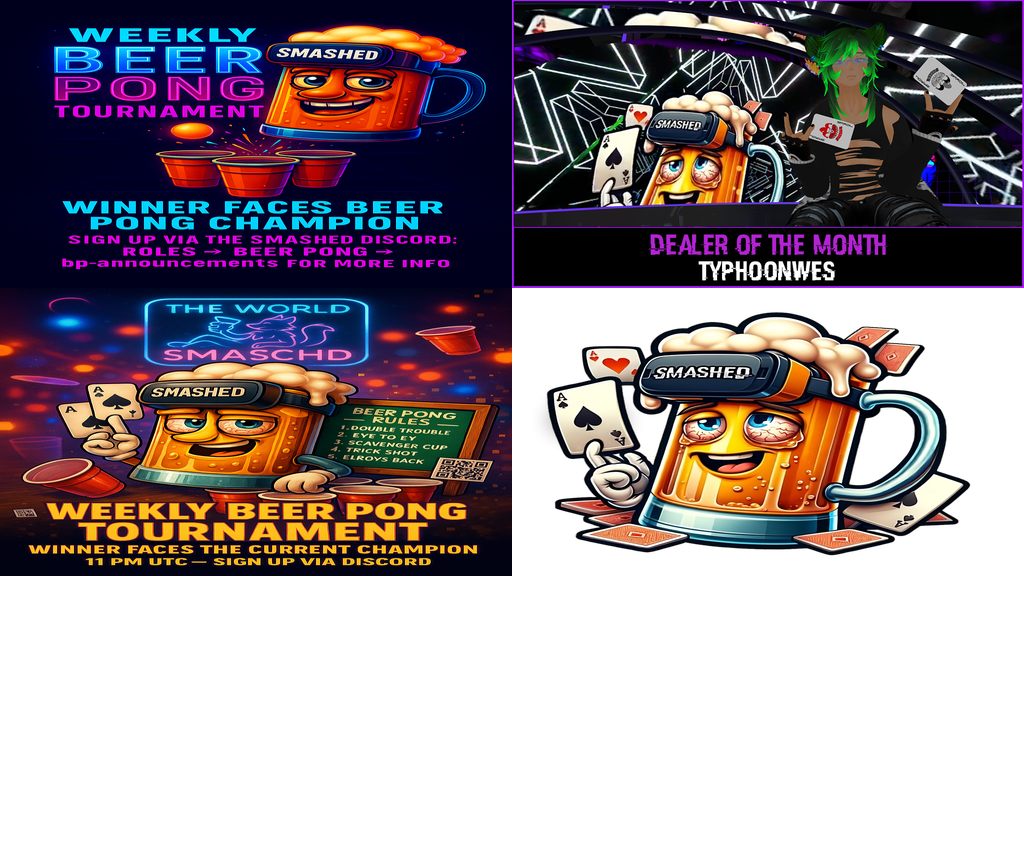 WEEKLY
BEER
PONG
TOURNAMENT
SMASHED
WINNER FACES BEER
PONG CHAMPION
SIGN UP VIA THE SMASHED DISCORD:
ROLES → BEER PONG →
bp-announcements FOR MORE INFO
SMASHED
A
A
DEALER OF THE MONTH
TYPHOONWES
THE WORLD
SMASCHD
SMASHED
A
A
A
BEER PONG
RULES
1. DOUBLE TROUBLE
2. EYE TO EY
3. SCAVENGER CUP
4. TRICK SHOT
5. ELROYS BACK
WEEKLY BEER PONG
TOURNAMENT
WINNER FACES THE CURRENT CHAMPION
11 PM UTC — SIGN UP VIA DISCORD
A
SMASHED
A
A
A